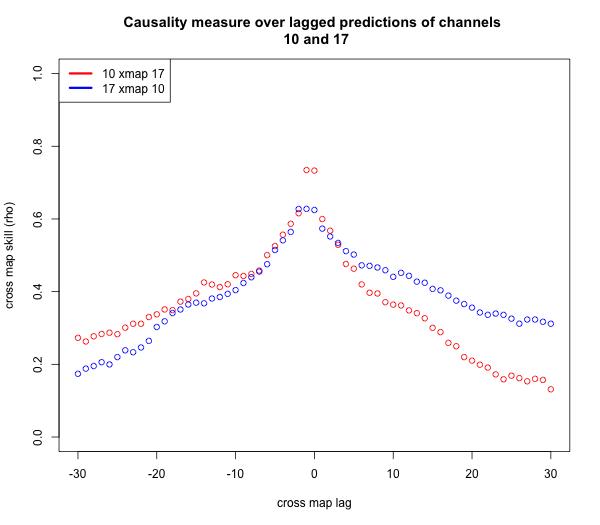 Causality measure over lagged predictions of channels
10 and 17
10 xmap 17
17 xmap 10
cross map skill (rho)
1.0
0.8
0.6
0.4
0.2
0.0
-30 -20 -10 0 10 20 30
cross map lag